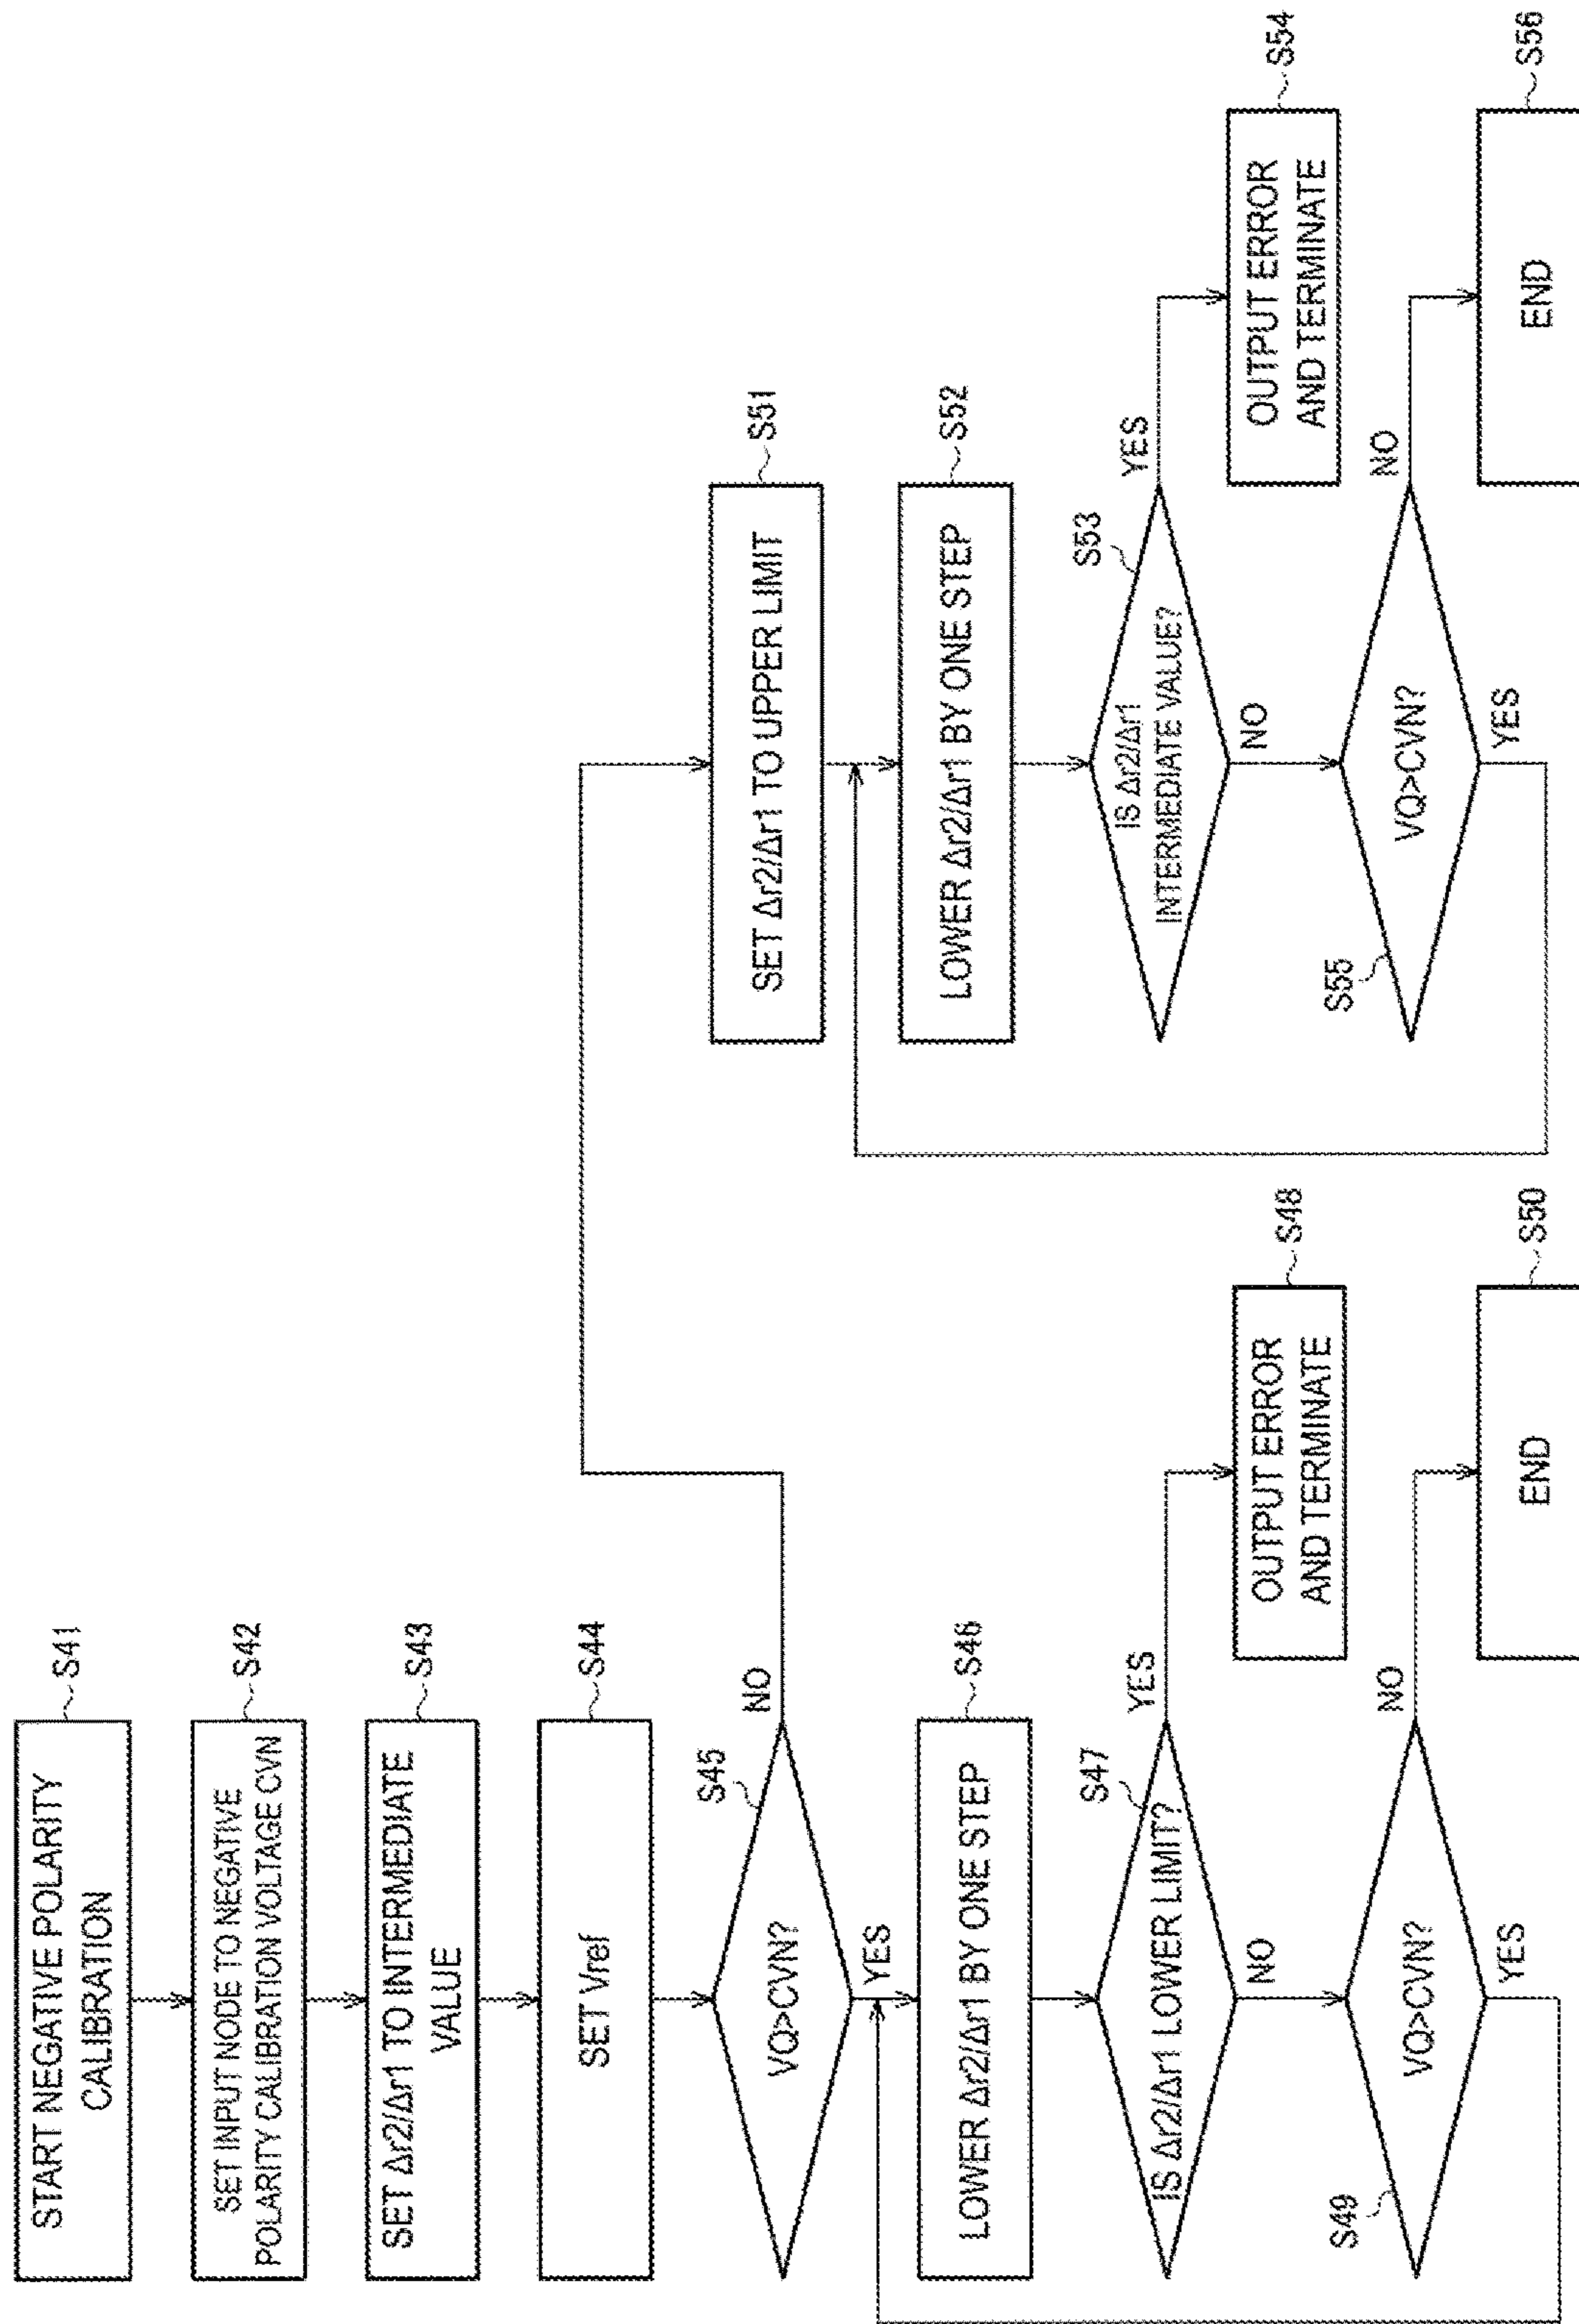 START NEGATIVE POLARITY
CALIBRATION
S41
SET INPUT NODE TO NEGATIVE
POLARITY CALIBRATION VOLTAGE CVN
S42
SET Δr2/Δr1 TO INTERMEDIATE
VALUE
S43
SET Vref
S44
VQ>CVN?
S45
NO
YES
LOWER Δr2/Δr1 BY ONE STEP
S46
IS Δr2/Δr1 LOWER LIMIT?
S47
YES
NO
OUTPUT ERROR
AND TERMINATE
S48
VQ>CVN?
S49
NO
YES
END
S50
SET Δr2/Δr1 TO UPPER LIMIT
S51
LOWER Δr2/Δr1 BY ONE STEP
S52
IS Δr2/Δr1
INTERMEDIATE VALUE?
S53
YES
NO
OUTPUT ERROR
AND TERMINATE
S54
VQ>CVN?
S55
NO
YES
END
S56